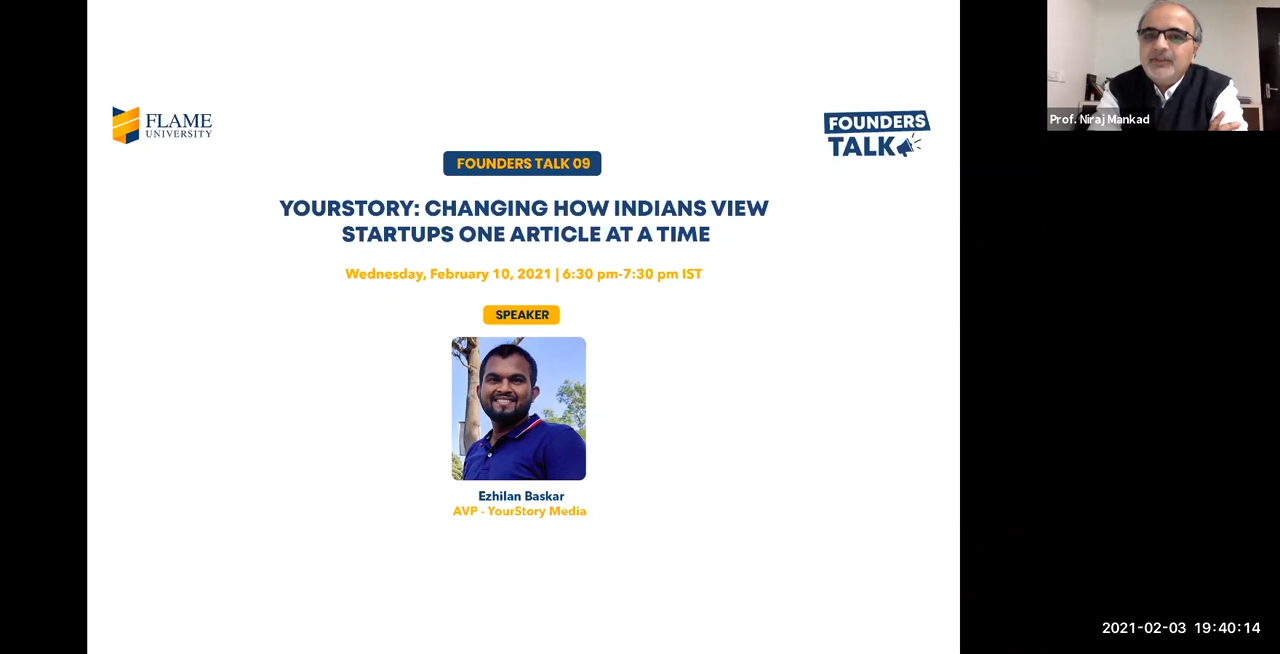 FLAME
UNIVERSITY
FOUNDERS
TALK
FOUNDERS TALK 09
YOURSTORY: CHANGING HOW INDIANS VIEW
STARTUPS ONE ARTICLE AT A TIME
Wednesday, February 10, 2021 | 6:30 pm-7:30 pm IST
SPEAKER
Ezhilan Baskar
AVP - YourStory Media
Prof. Niraj Mankad
2021-02-03 19:40:14